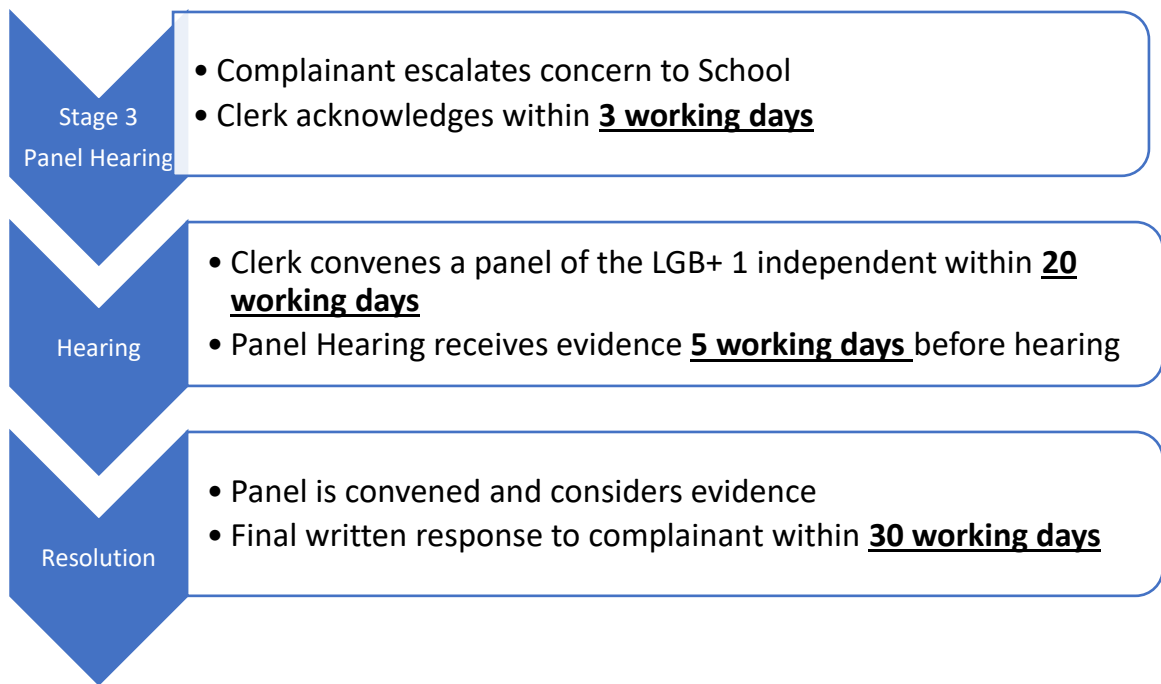 Stage 3
Panel Hearing
• Complainant escalates concern to School
• Clerk acknowledges within 3 working days
Hearing
• Clerk convenes a panel of the LGB+ 1 independent within 20
working days
• Panel Hearing receives evidence 5 working days before hearing
Resolution
• Panel is convened and considers evidence
• Final written response to complainant within 30 working days